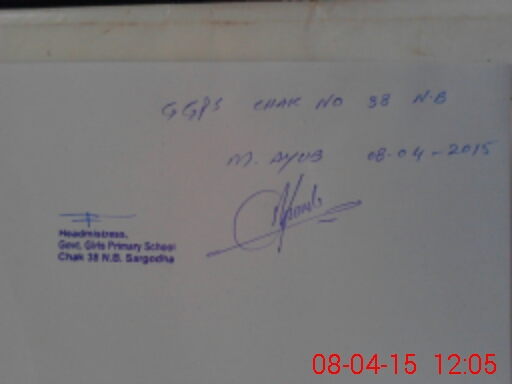 GGPS CHAK NO 38 N.B
M. AYUB 08-04-2015
Headmistress,
Govt. Girls Primary School
Chak 38 N.B. Sargodha
08-04-15 12:05